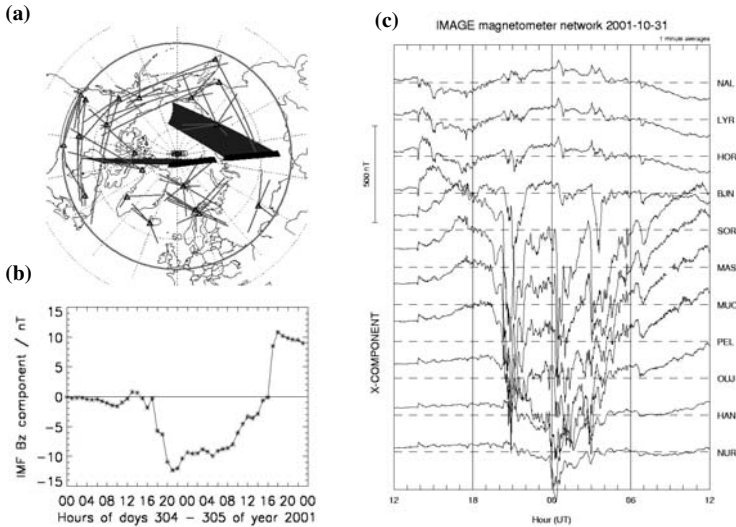 (a)
(b)
IMF Bz component / nT
15
10
5
0
−5
−10
−15
00 04 08 12 16 20 00 04 08 12 16 20 00
Hours of days 304 − 305 of year 2001
(c)
IMAGE magnetometer network 2001-10-31
1 minute averages
500 nT
X-COMPONENT
NAL
LYR
HOR
BJN
SOR
MAS
MUO
PEL
OUJ
HAN
NUR
12 18 00 06 12
Hour (UT)